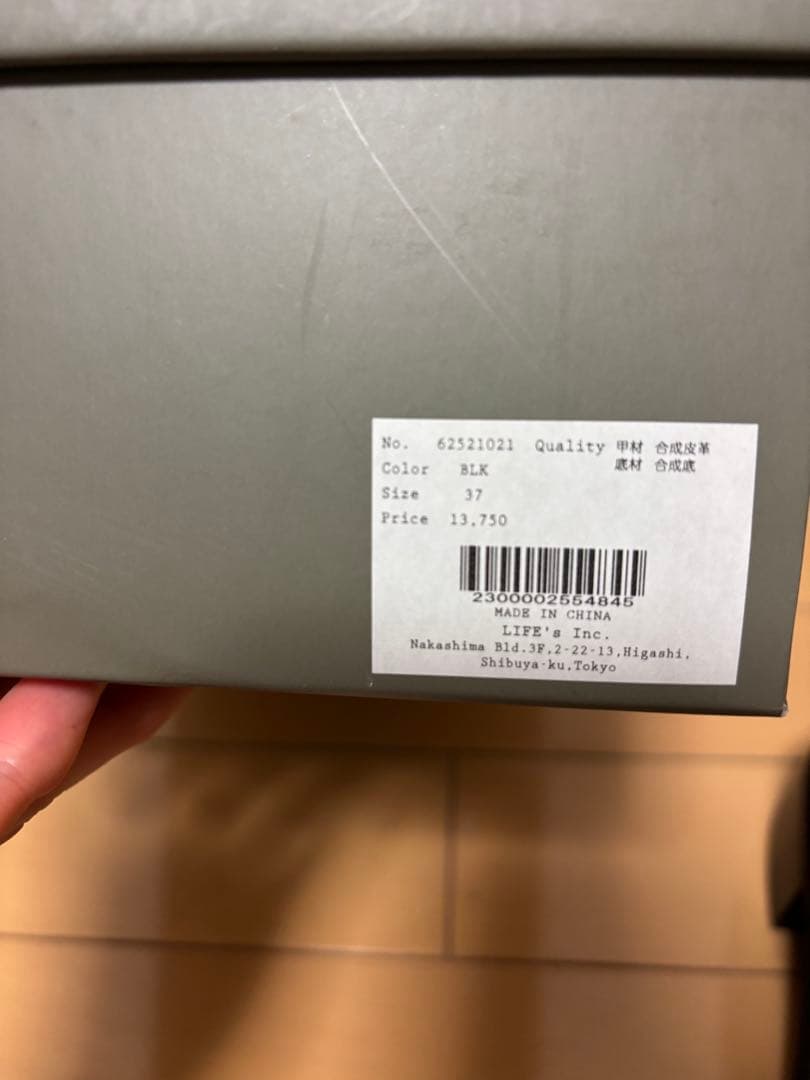 No. 62521021 Quality 甲材 合成皮革
Color BLK 底材 合成底
Size 37
Price 13,750
2300002554845
MADE IN CHINA
LIFE's Inc.
Nakashima Bld.3F,2-22-13,Higashi,
Shibuya-ku,Tokyo